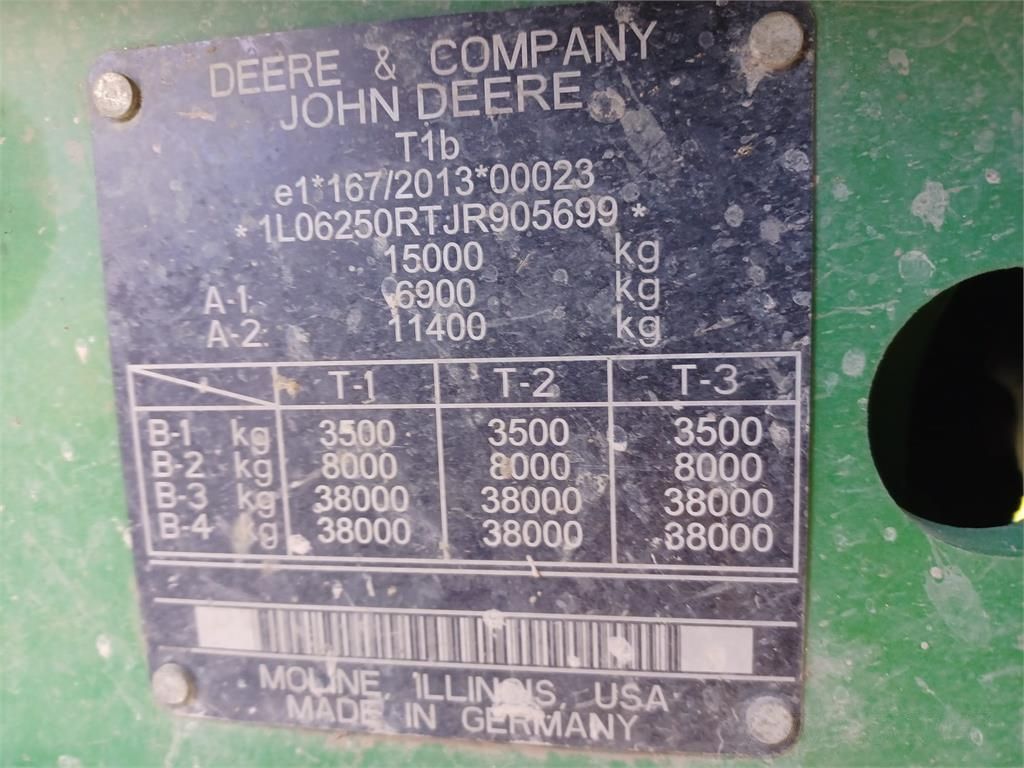 DEERE & COMPANY
JOHN DEERE
T1b
e1*167/2013*00023
* 1L06250RTJR905699 *
15000 kg
A-1: 6900 kg
A-2: 11400 kg
T-1 T-2 T-3
B-1 kg 3500 3500 3500
B-2 kg 8000 8000 8000
B-3 kg 38000 38000 38000
B-4 kg 38000 38000 38000
MOLINE, ILLINOIS, USA
MADE IN GERMANY